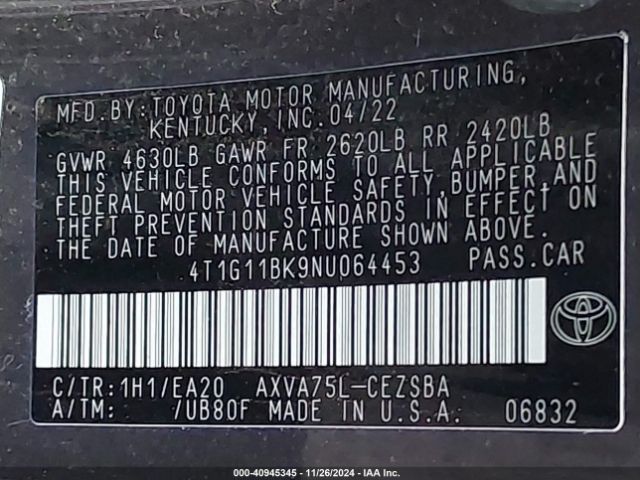 MFD.BY:TOYOTA MOTOR MANUFACTURING,
KENTUCKY, INC. 04/22
GVWR 4630LB GAWR FR 2620LB RR 2420LB
THIS VEHICLE CONFORMS TO ALL APPLICABLE
FEDERAL MOTOR VEHICLE SAFETY,BUMPER,AND
THEFT PREVENTION STANDARDS IN EFFECT ON
THE DATE OF MANUFACTURE SHOWN ABOVE.
4T1G11BK9NU064453 PASS.CAR
C/TR:1H1/EA20 AXVA75L-CEZSBA
A/TM: /UB80F MADE IN U.S.A. 06832
000-40945345 - 11/26/2024 - IAA Inc.